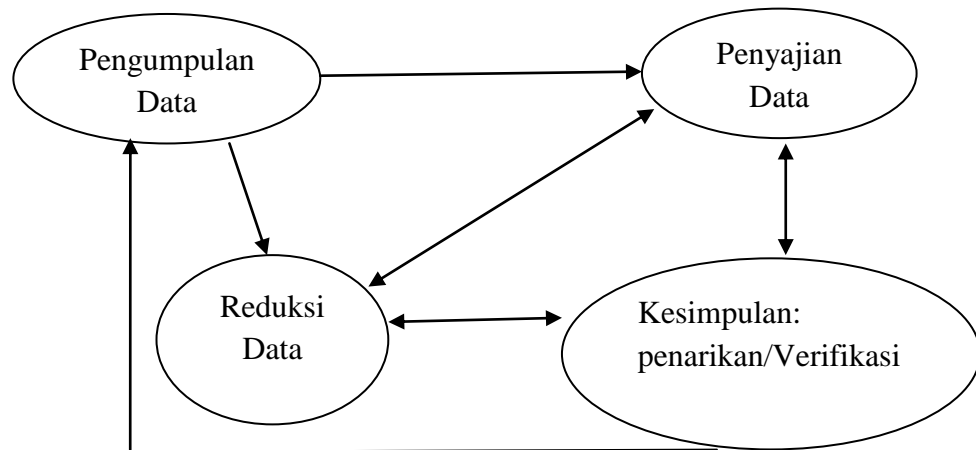 Pengumpulan
Data
Penyajian
Data
Reduksi
Data
Kesimpulan:
penarikan/Verifikasi